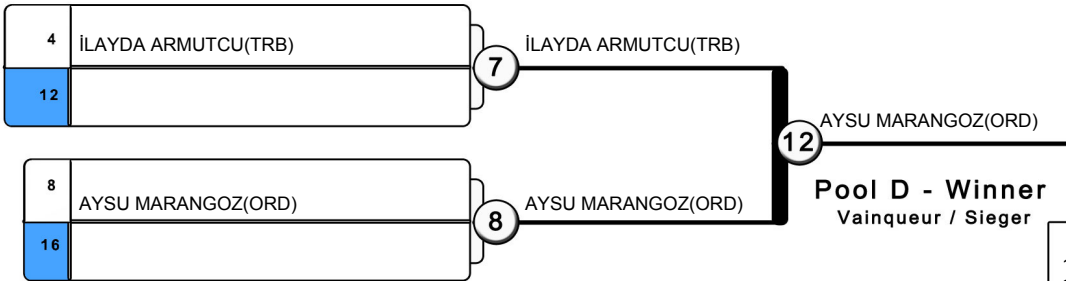 4 İLAYDA ARMUTCU(TRB)
12
7
İLAYDA ARMUTCU(TRB)
8 AYSU MARANGOZ(ORD)
16
8
AYSU MARANGOZ(ORD)
12
AYSU MARANGOZ(ORD)
Pool D - Winner
Vainqueur / Sieger